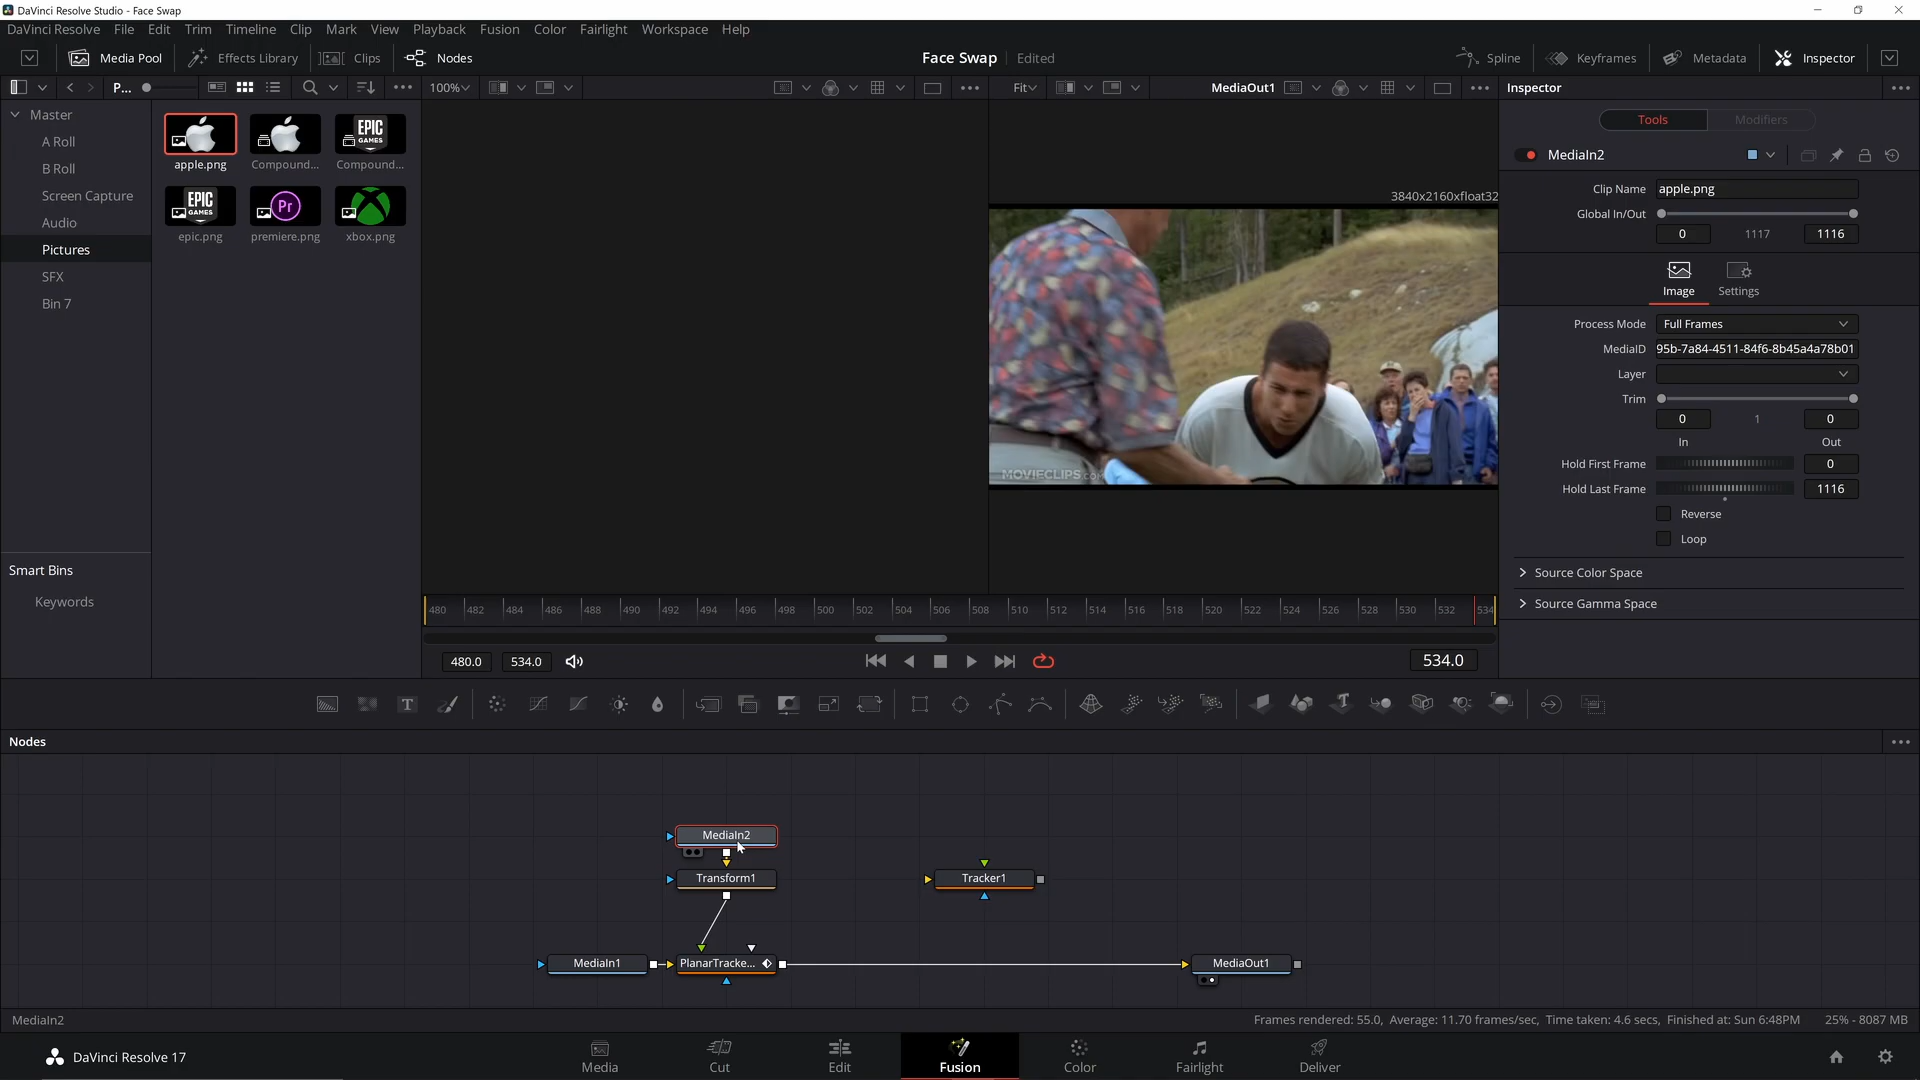 DaVinci Resolve Studio - Face Swap
DaVinci Resolve File Edit Trim Timeline Clip Mark View Playback Fusion Color Fairlight Workspace Help
Media Pool Effects Library Clips Nodes Face Swap Edited Spline Keyframes Metadata Inspector
P... 100% Fit MediaOut1 Inspector
Master
A Roll
B Roll
Screen Capture
Audio
Pictures
SFX
Bin 7
Smart Bins
Keywords
EPIC GAMES
apple.png Compound... Compound...
EPIC GAMES Pr
epic.png premiere.png xbox.png
3840x2160xfloat32
MOVIECLIPS.COM
Tools Modifiers
MediaIn2
Clip Name apple.png
Global In/Out
0 1117 1116
Image Settings
Process Mode Full Frames
MediaID 95b-7a84-4511-84f6-8b45a4a78b01
Layer
Trim
0 1 0
In Out
Hold First Frame 0
Hold Last Frame 1116
Reverse
Loop
Source Color Space
Source Gamma Space
480 482 484 486 488 490 492 494 496 498 500 502 504 506 508 510 512 514 516 518 520 522 524 526 528 530 532 534
480.0 534.0 534.0
T T
Nodes
MediaIn2
Transform1 Tracker1
MediaIn1 PlanarTracke... MediaOut1
MediaIn2 Frames rendered: 55.0, Average: 11.70 frames/sec, Time taken: 4.6 secs, Finished at: Sun 6:48PM 25% - 8087 MB
DaVinci Resolve 17 Media Cut Edit Fusion Color Fairlight Deliver